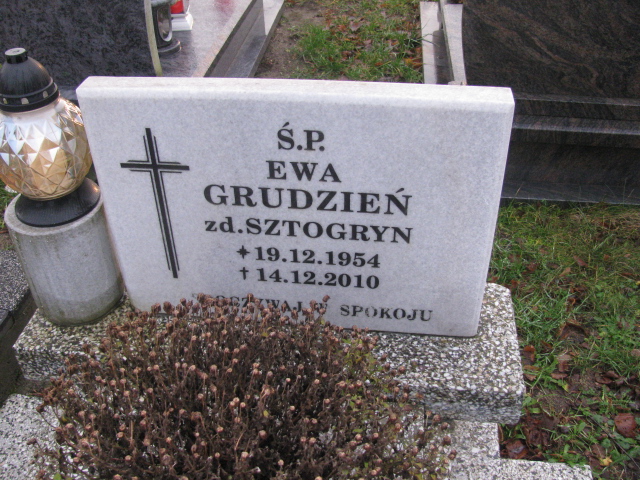 Ś.P.
EWA
GRUDZIEŃ
zd.SZTOGRYN
✦19.12.1954
†14.12.2010
SPOKOJU